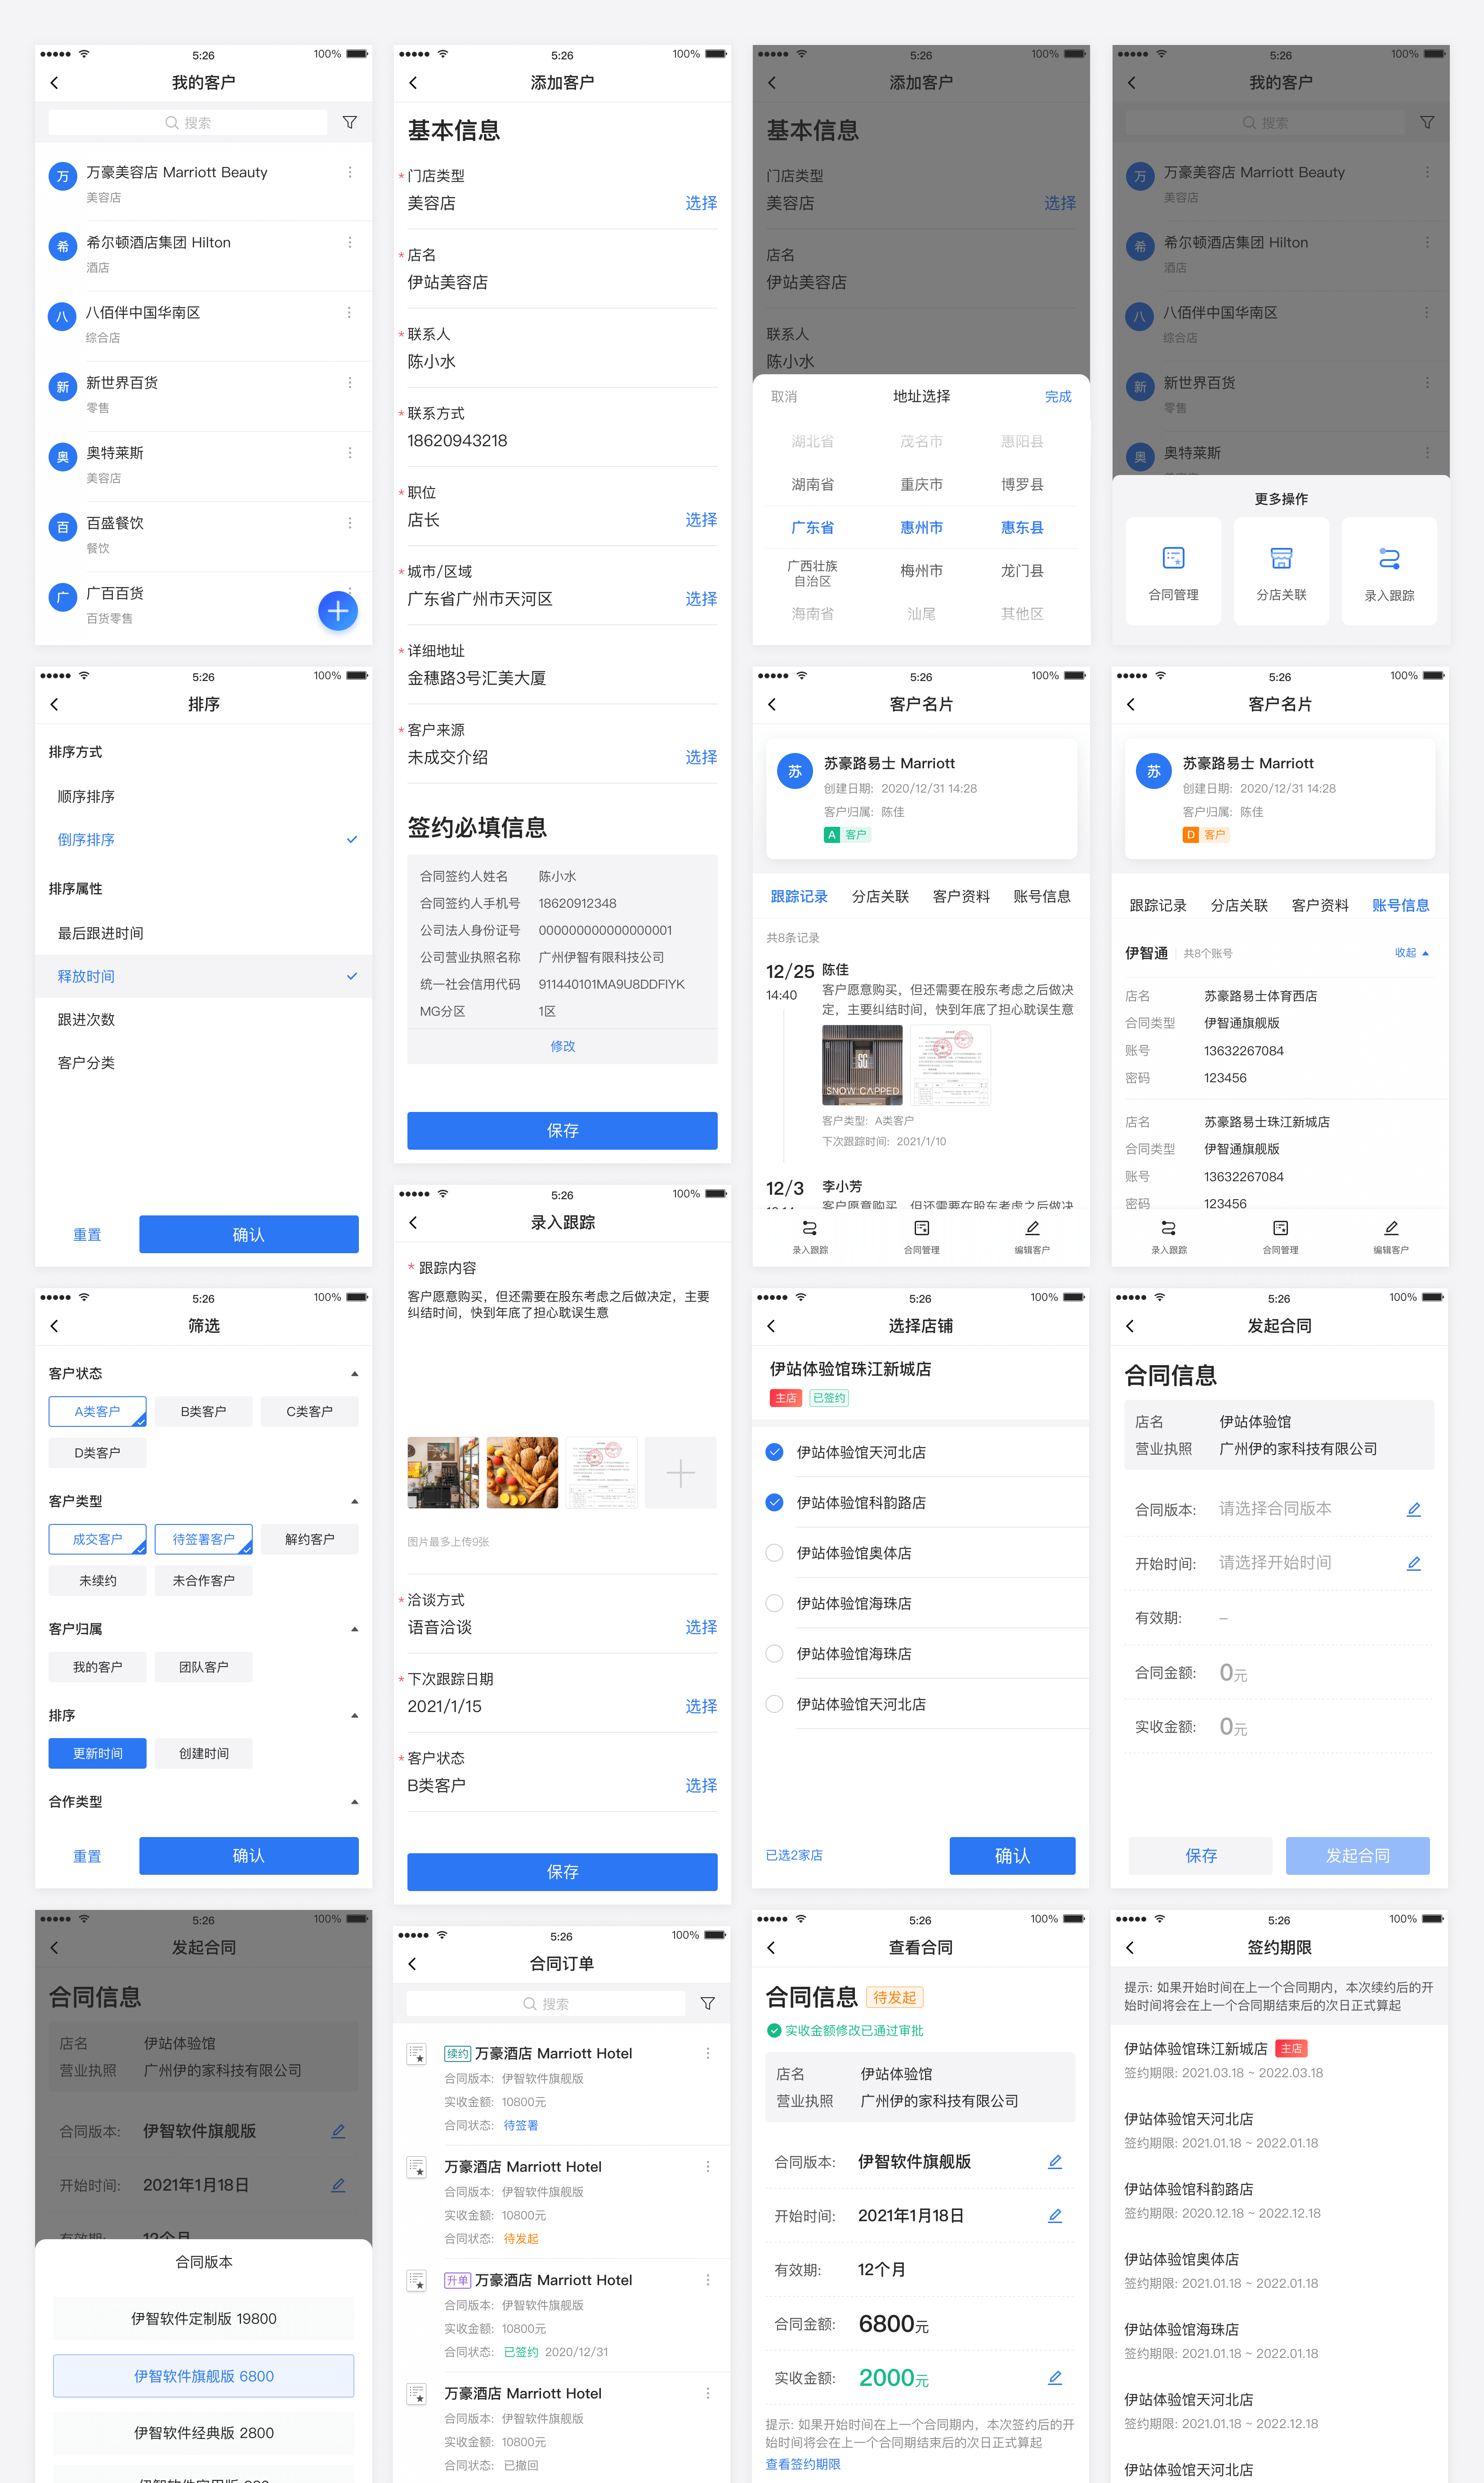 5:26
100%
我的客户
搜索
万
万豪美容店 Marriott Beauty
美容店
希
希尔顿酒店集团 Hilton
酒店
八
八佰伴中国华南区
综合店
新
新世界百货
零售
奥
奥特莱斯
美容店
百
百盛餐饮
餐饮
广
广百百货
百货零售
5:26
100%
添加客户
基本信息
* 门店类型
美容店 选择
* 店名
伊站美容店
* 联系人
陈小水
* 联系方式
18620943218
* 职位
店长 选择
* 城市/区域
广东省广州市天河区 选择
* 详细地址
金穗路3号汇美大厦
* 客户来源
未成交介绍 选择
签约必填信息
合同签约人姓名 陈小水
合同签约人手机号 18620912348
公司法人身份证号 000000000000000001
公司营业执照名称 广州伊智有限科技公司
统一社会信用代码 911440101MA9U8DDFIYK
MG分区 1区
修改
保存
5:26
100%
添加客户
基本信息
门店类型
美容店 选择
店名
伊站美容店
联系人
陈小水
取消 地址选择 完成
湖北省 茂名市 惠阳县
湖南省 重庆市 博罗县
广东省 惠州市 惠东县
广西壮族
自治区
梅州市 龙门县
海南省 汕尾 其他区
5:26
100%
我的客户
搜索
万
万豪美容店 Marriott Beauty
美容店
希
希尔顿酒店集团 Hilton
酒店
八
八佰伴中国华南区
综合店
新
新世界百货
零售
奥
奥特莱斯
更多操作
合同管理 分店关联 录入跟踪
5:26
100%
排序
排序方式
顺序排序
倒序排序
排序属性
最后跟进时间
释放时间
跟进次数
客户分类
重置 确认
5:26
100%
客户名片
苏
苏豪路易士 Marriott
创建日期: 2020/12/31 14:28
客户归属: 陈佳
A 客户
跟踪记录 分店关联 客户资料 账号信息
共8条记录
12/25 陈佳
14:40
客户愿意购买，但还需要在股东考虑之后做决
定，主要纠结时间，快到年底了担心耽误生意
SNOW CAPPED
客户类型: A类客户
下次跟踪时间: 2021/1/10
12/3 李小芳
客户愿意购买，但还需要在股东考虑之后做决
录入跟踪 合同管理 编辑客户
5:26
100%
客户名片
苏
苏豪路易士 Marriott
创建日期: 2020/12/31 14:28
客户归属: 陈佳
D 客户
跟踪记录 分店关联 客户资料 账号信息
伊智通 共8个账号 收起
店名 苏豪路易士体育西店
合同类型 伊智通旗舰版
账号 13632267084
密码 123456
店名 苏豪路易士珠江新城店
合同类型 伊智通旗舰版
账号 13632267084
密码 123456
录入跟踪 合同管理 编辑客户
5:26
100%
录入跟踪
* 跟踪内容
客户愿意购买，但还需要在股东考虑之后做决定，主要
纠结时间，快到年底了担心耽误生意
图片最多上传9张
* 洽谈方式
语音洽谈 选择
* 下次跟踪日期
2021/1/15 选择
* 客户状态
B类客户 选择
保存
5:26
100%
筛选
客户状态
A类客户 B类客户 C类客户
D类客户
客户类型
成交客户 待签署客户 解约客户
未续约 未合作客户
客户归属
我的客户 团队客户
排序
更新时间 创建时间
合作类型
重置 确认
5:26
100%
选择店铺
伊站体验馆珠江新城店
主店 已签约
伊站体验馆天河北店
伊站体验馆科韵路店
伊站体验馆奥体店
伊站体验馆海珠店
伊站体验馆海珠店
伊站体验馆天河北店
已选2家店 确认
5:26
100%
发起合同
合同信息
店名 伊站体验馆
营业执照 广州伊的家科技有限公司
合同版本: 请选择合同版本
开始时间: 请选择开始时间
有效期: –
合同金额: 0元
实收金额: 0元
保存 发起合同
5:26
100%
发起合同
合同信息
店名 伊站体验馆
营业执照 广州伊的家科技有限公司
合同版本: 伊智软件旗舰版
开始时间: 2021年1月18日
有效期: 12个月
合同版本
伊智软件定制版 19800
伊智软件旗舰版 6800
伊智软件经典版 2800
5:26
100%
合同订单
搜索
续约 万豪酒店 Marriott Hotel
合同版本: 伊智软件旗舰版
实收金额: 10800元
合同状态: 待签署
万豪酒店 Marriott Hotel
合同版本: 伊智软件旗舰版
实收金额: 10800元
合同状态: 待发起
升单 万豪酒店 Marriott Hotel
合同版本: 伊智软件旗舰版
实收金额: 10800元
合同状态: 已签约 2020/12/31
万豪酒店 Marriott Hotel
合同版本: 伊智软件旗舰版
实收金额: 10800元
合同状态: 已撤回
5:26
100%
查看合同
合同信息 待发起
实收金额修改已通过审批
店名 伊站体验馆
营业执照 广州伊的家科技有限公司
合同版本: 伊智软件旗舰版
开始时间: 2021年1月18日
有效期: 12个月
合同金额: 6800元
实收金额: 2000元
提示: 如果开始时间在上一个合同期内，本次签约后的开
始时间将会在上一个合同期结束后的次日正式算起
查看签约期限
5:26
100%
签约期限
提示: 如果开始时间在上一个合同期内，本次续约后的开
始时间将会在上一个合同期结束后的次日正式算起
伊站体验馆珠江新城店 主店
签约期限: 2021.03.18 ~ 2022.03.18
伊站体验馆天河北店
签约期限: 2021.01.18 ~ 2022.01.18
伊站体验馆科韵路店
签约期限: 2020.12.18 ~ 2022.12.18
伊站体验馆奥体店
签约期限: 2021.01.18 ~ 2022.01.18
伊站体验馆海珠店
签约期限: 2021.01.18 ~ 2022.01.18
伊站体验馆天河北店
签约期限: 2021.01.18 ~ 2022.12.18
伊站体验馆天河北店